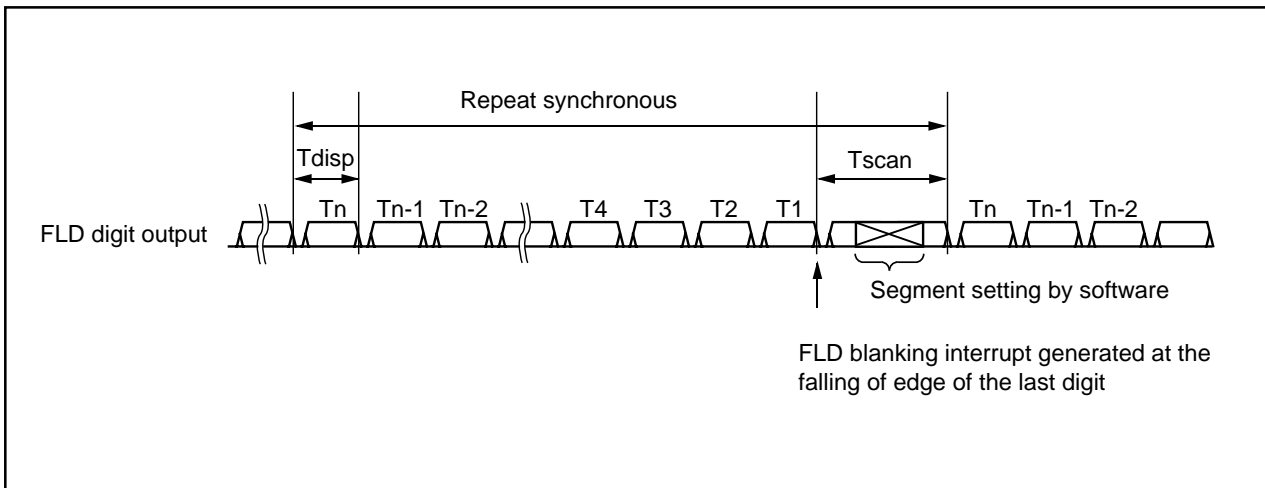 Repeat synchronous
Tdisp
Tscan
Tn
Tn-1
Tn-2
T4
T3
T2
T1
Tn
Tn-1
Tn-2
FLD digit output
Segment setting by software
FLD blanking interrupt generated at the
falling of edge of the last digit